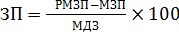 ЗП = РМЗП−МЗП / МДЗ × 100